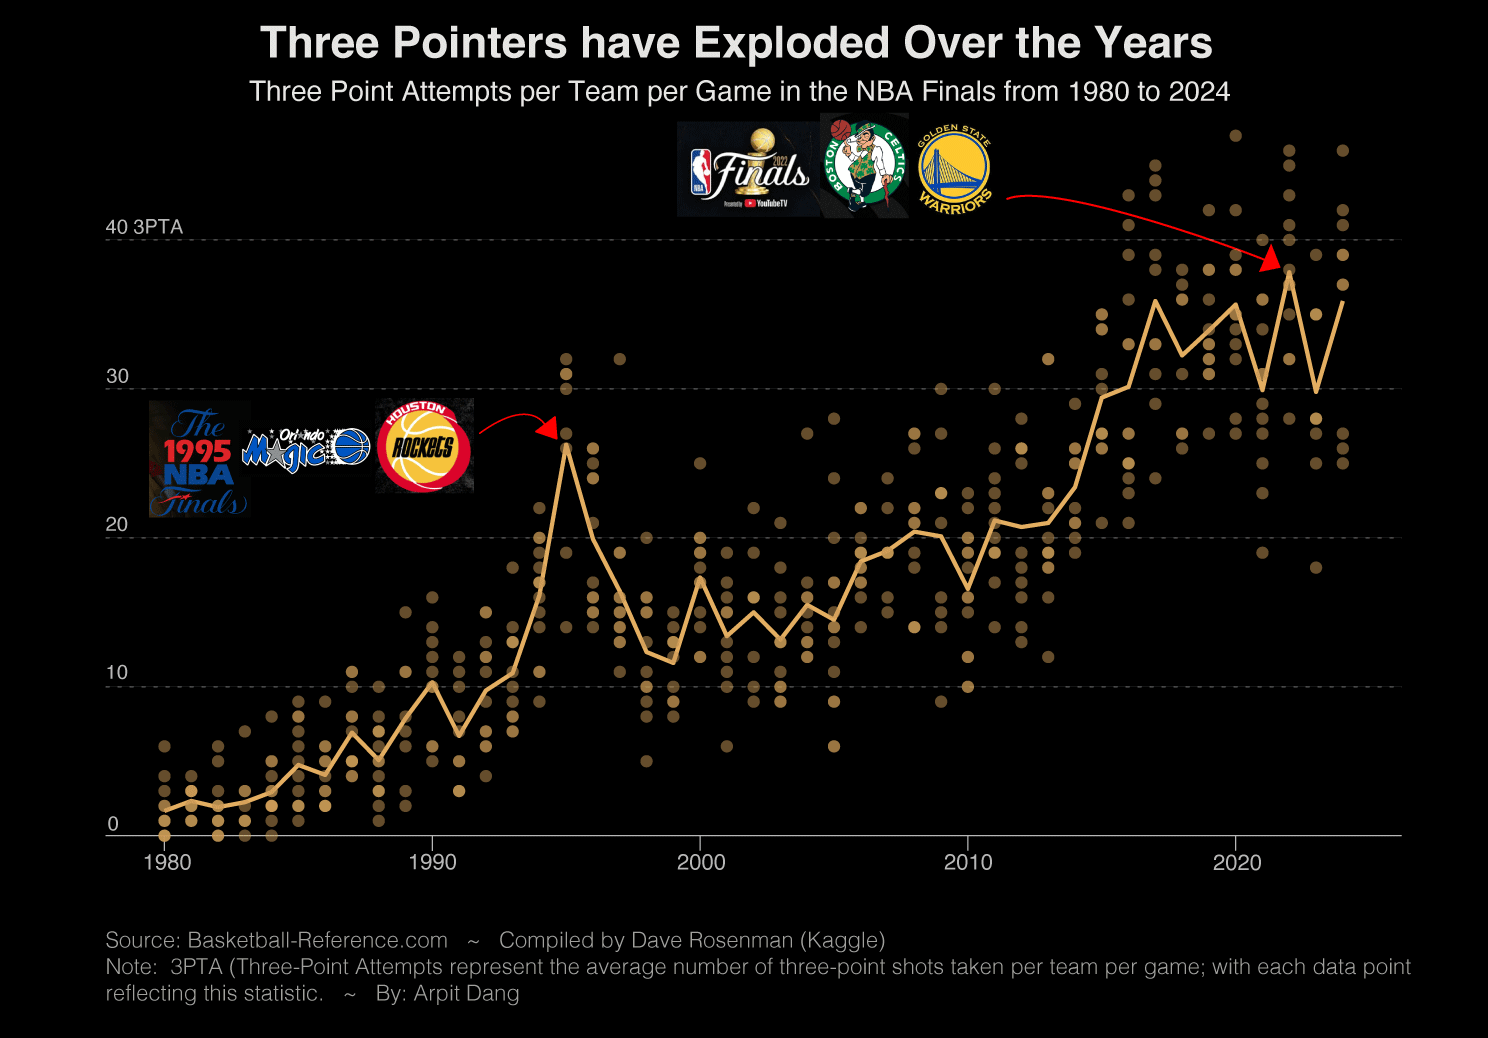 Three Pointers have Exploded Over the Years
Three Point Attempts per Team per Game in the NBA Finals from 1980 to 2024
NBA
Finals
2022
Presented by YouTubeTV
BOSTON CELTICS
GOLDEN STATE
WARRIORS
40 3PTA
30
The
1995
NBA
Finals
Orlando
Magic
HOUSTON
ROCKETS
20
10
0
1980
1990
2000
2010
2020
Source: Basketball-Reference.com ~ Compiled by Dave Rosenman (Kaggle)
Note: 3PTA (Three-Point Attempts represent the average number of three-point shots taken per team per game; with each data point
reflecting this statistic. ~ By: Arpit Dang